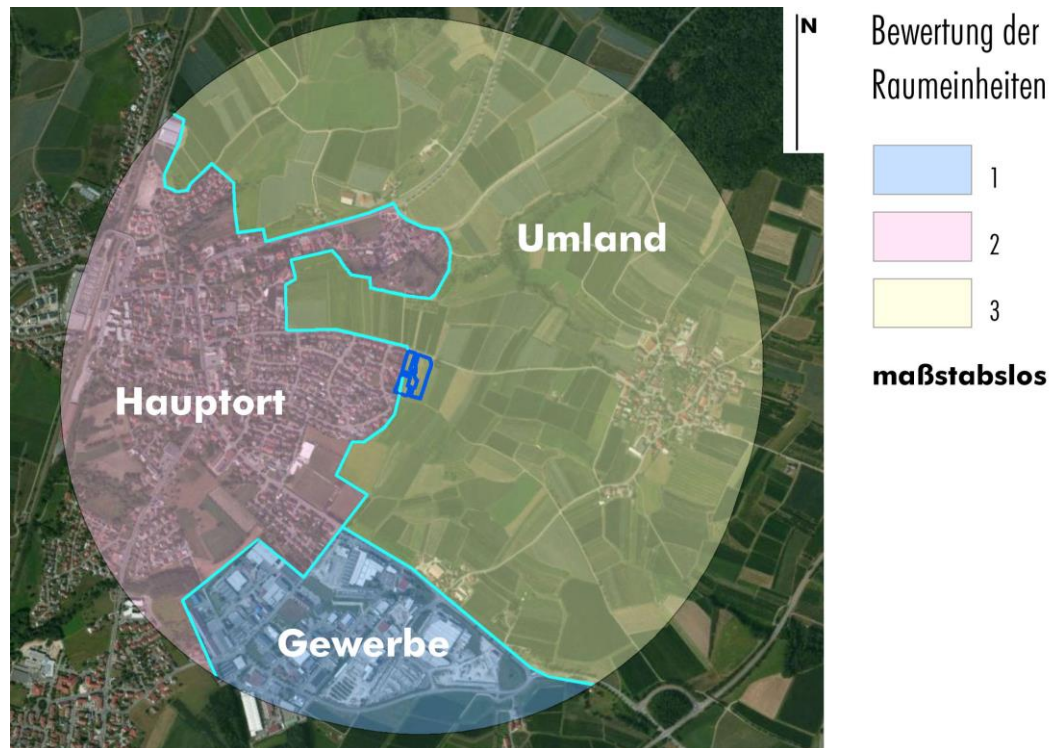 N
Umland
Hauptort
Gewerbe
Bewertung der
Raumeinheiten
1
2
3
maßstabslos